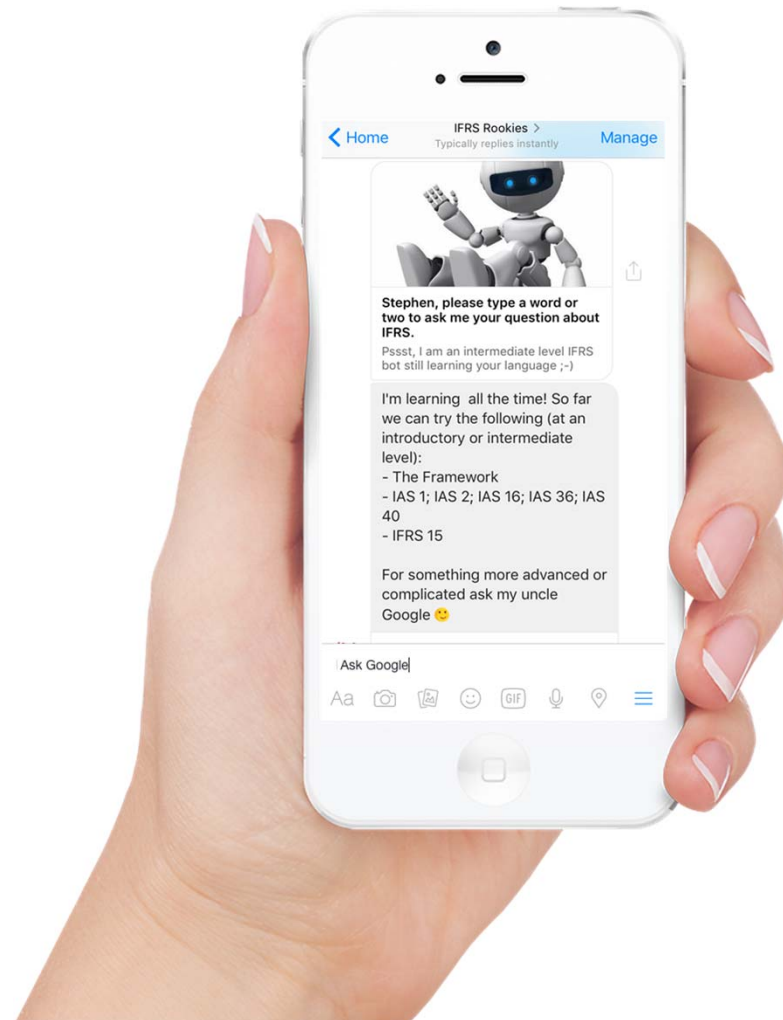 Home
IFRS Rookies >
Typically replies instantly
Manage
Stephen, please type a word or
two to ask me your question about
IFRS.
Pssst, I am an intermediate level IFRS
bot still learning your language ;-)
I'm learning  all the time! So far
we can try the following (at an
introductory or intermediate
level):
- The Framework
- IAS 1; IAS 2; IAS 16; IAS 36; IAS
40
- IFRS 15
For something more advanced or
complicated ask my uncle
Google 🙂
Ask Google
Aa
GIF